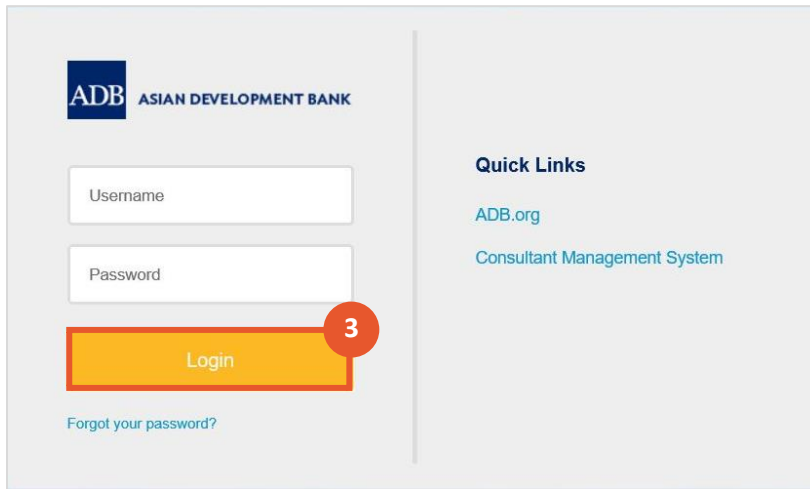 ADB ASIAN DEVELOPMENT BANK
Username
Password
3
Login
Forgot your password?
Quick Links
ADB.org
Consultant Management System